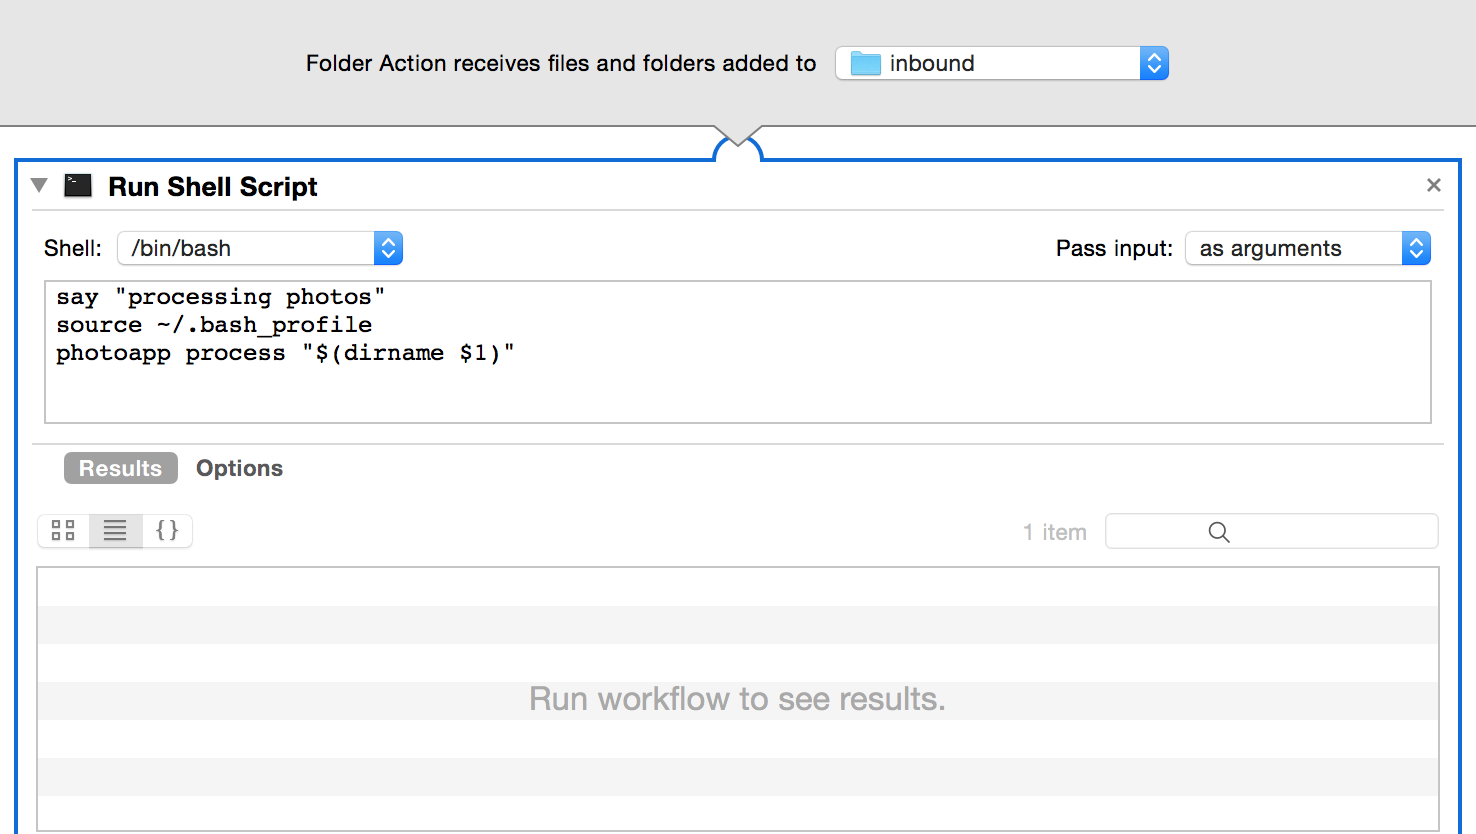 Folder Action receives files and folders added to inbound
Run Shell Script
Shell: /bin/bash Pass input: as arguments
say "processing photos"
source ~/.bash_profile
photoapp process "$(dirname $1)"
Results Options
{} 1 item
Run workflow to see results.